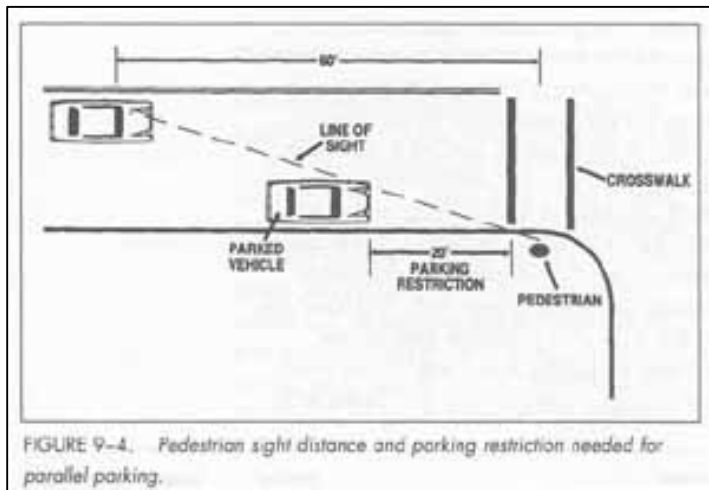 60'
LINE OF
SIGHT
CROSSWALK
PARKED
VEHICLE
20'
PARKING
RESTRICTION
PEDESTRIAN
FIGURE 9–4. Pedestrian sight distance and parking restriction needed for
parallel parking.